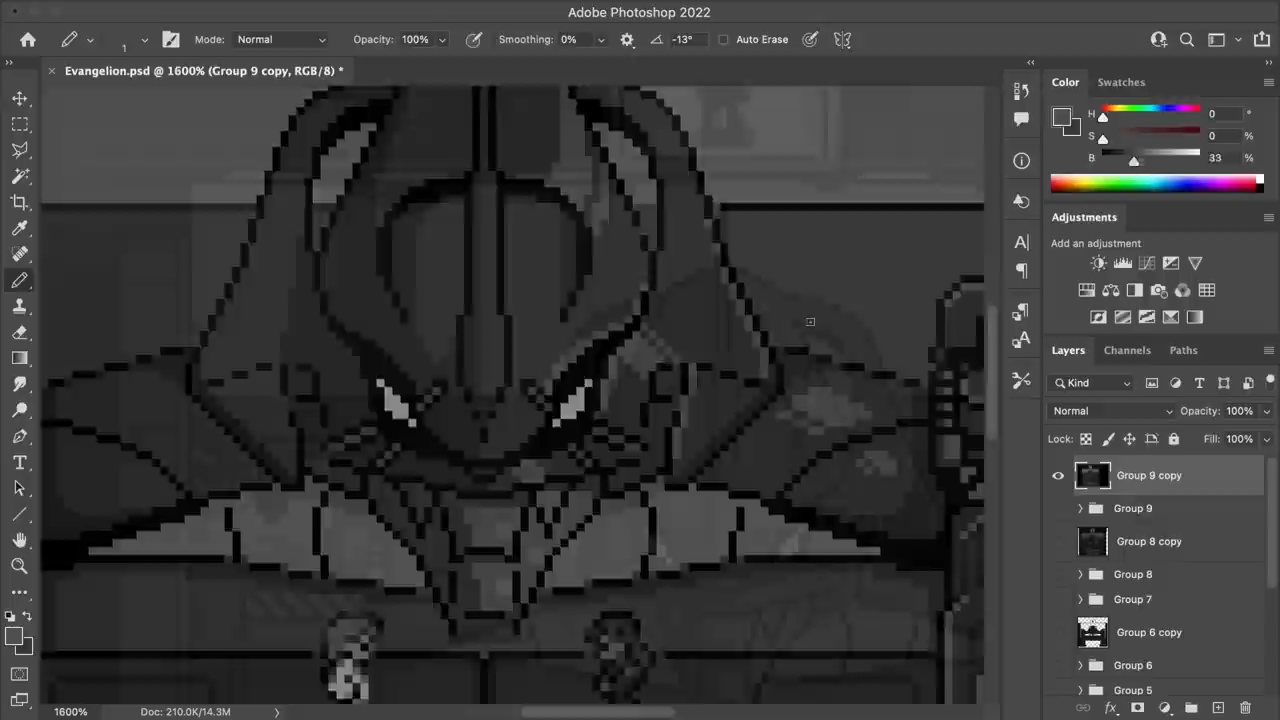 Adobe Photoshop 2022
1 Mode: Normal Opacity: 100% Smoothing: 0% -13° Auto Erase
Evangelion.psd @ 1600% (Group 9 copy, RGB/8) *
Color Swatches
H 0 °
S 0 %
B 33 %
Adjustments
Add an adjustment
Layers Channels Paths
Kind
Normal Opacity: 100%
Lock: Fill: 100%
Group 9 copy
Group 9
Group 8 copy
Group 8
Group 7
Group 6 copy
Group 6
Group 5
1600% Doc: 210.0K/14.3M